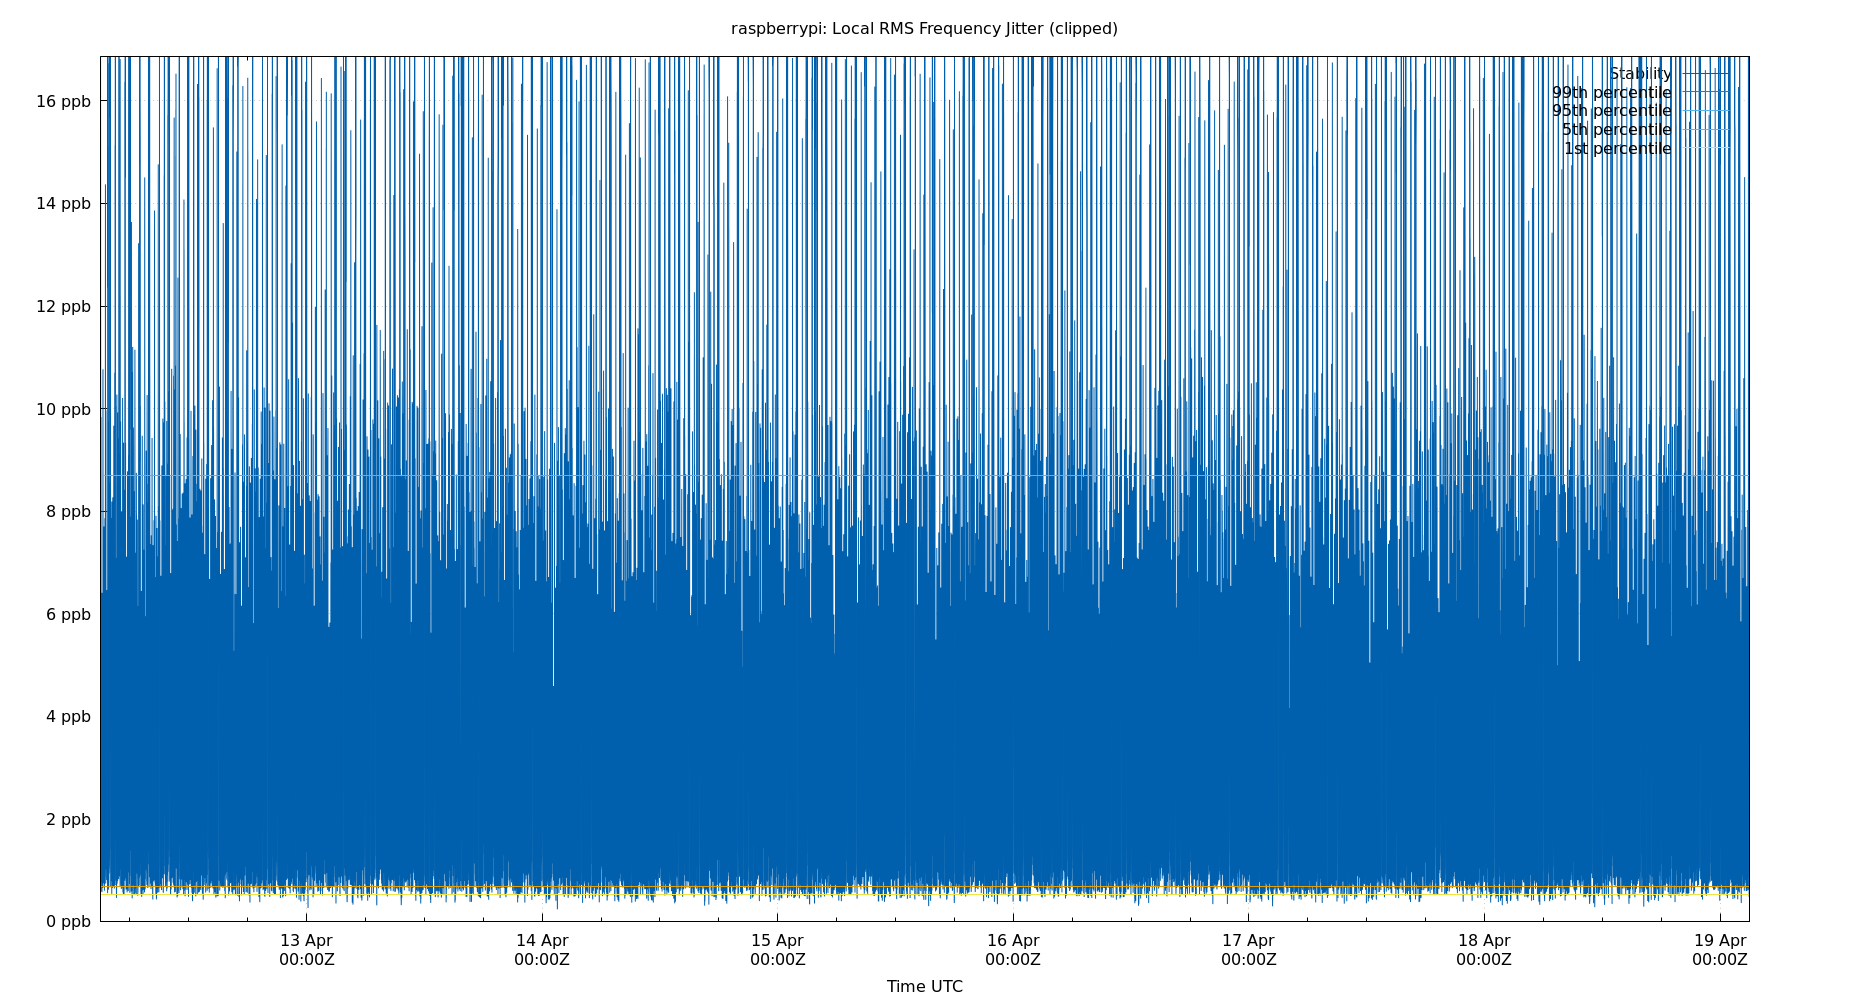 raspberrypi: Local RMS Frequency Jitter (clipped)
Stability
99th percentile
95th percentile
5th percentile
1st percentile
16 ppb
14 ppb
12 ppb
10 ppb
8 ppb
6 ppb
4 ppb
2 ppb
0 ppb
13 Apr 14 Apr 15 Apr 16 Apr 17 Apr 18 Apr 19 Apr
00:00Z 00:00Z 00:00Z 00:00Z 00:00Z 00:00Z 00:00Z
Time UTC